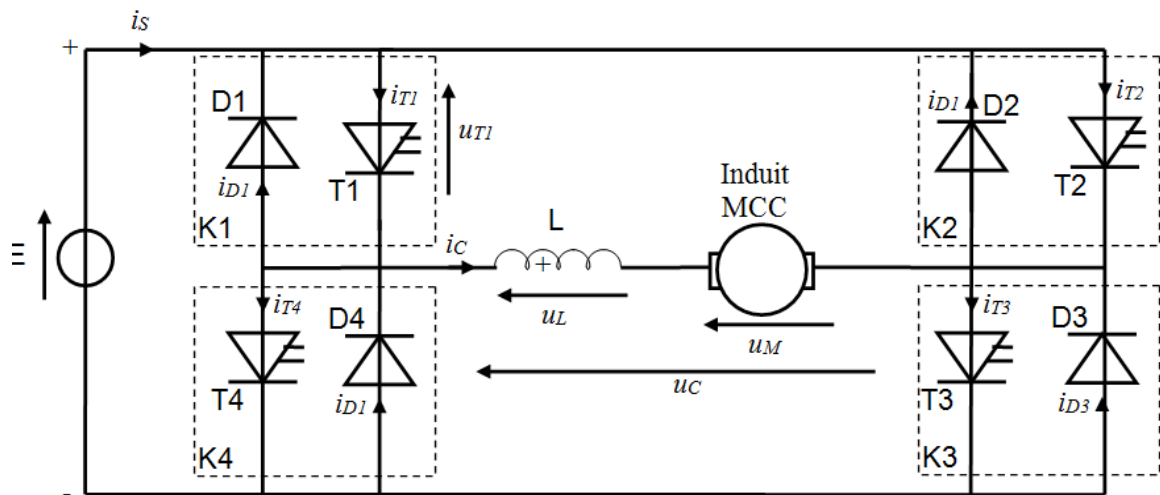 +
iS
D1
iT1
uT1
iD1
T1
K1
iD1
D2
iT2
T2
K2
Induit
MCC
L
iC
+
uL
uM
uC
iT4
D4
T4
iD1
K4
iT3
D3
T3
iD3
K3
-